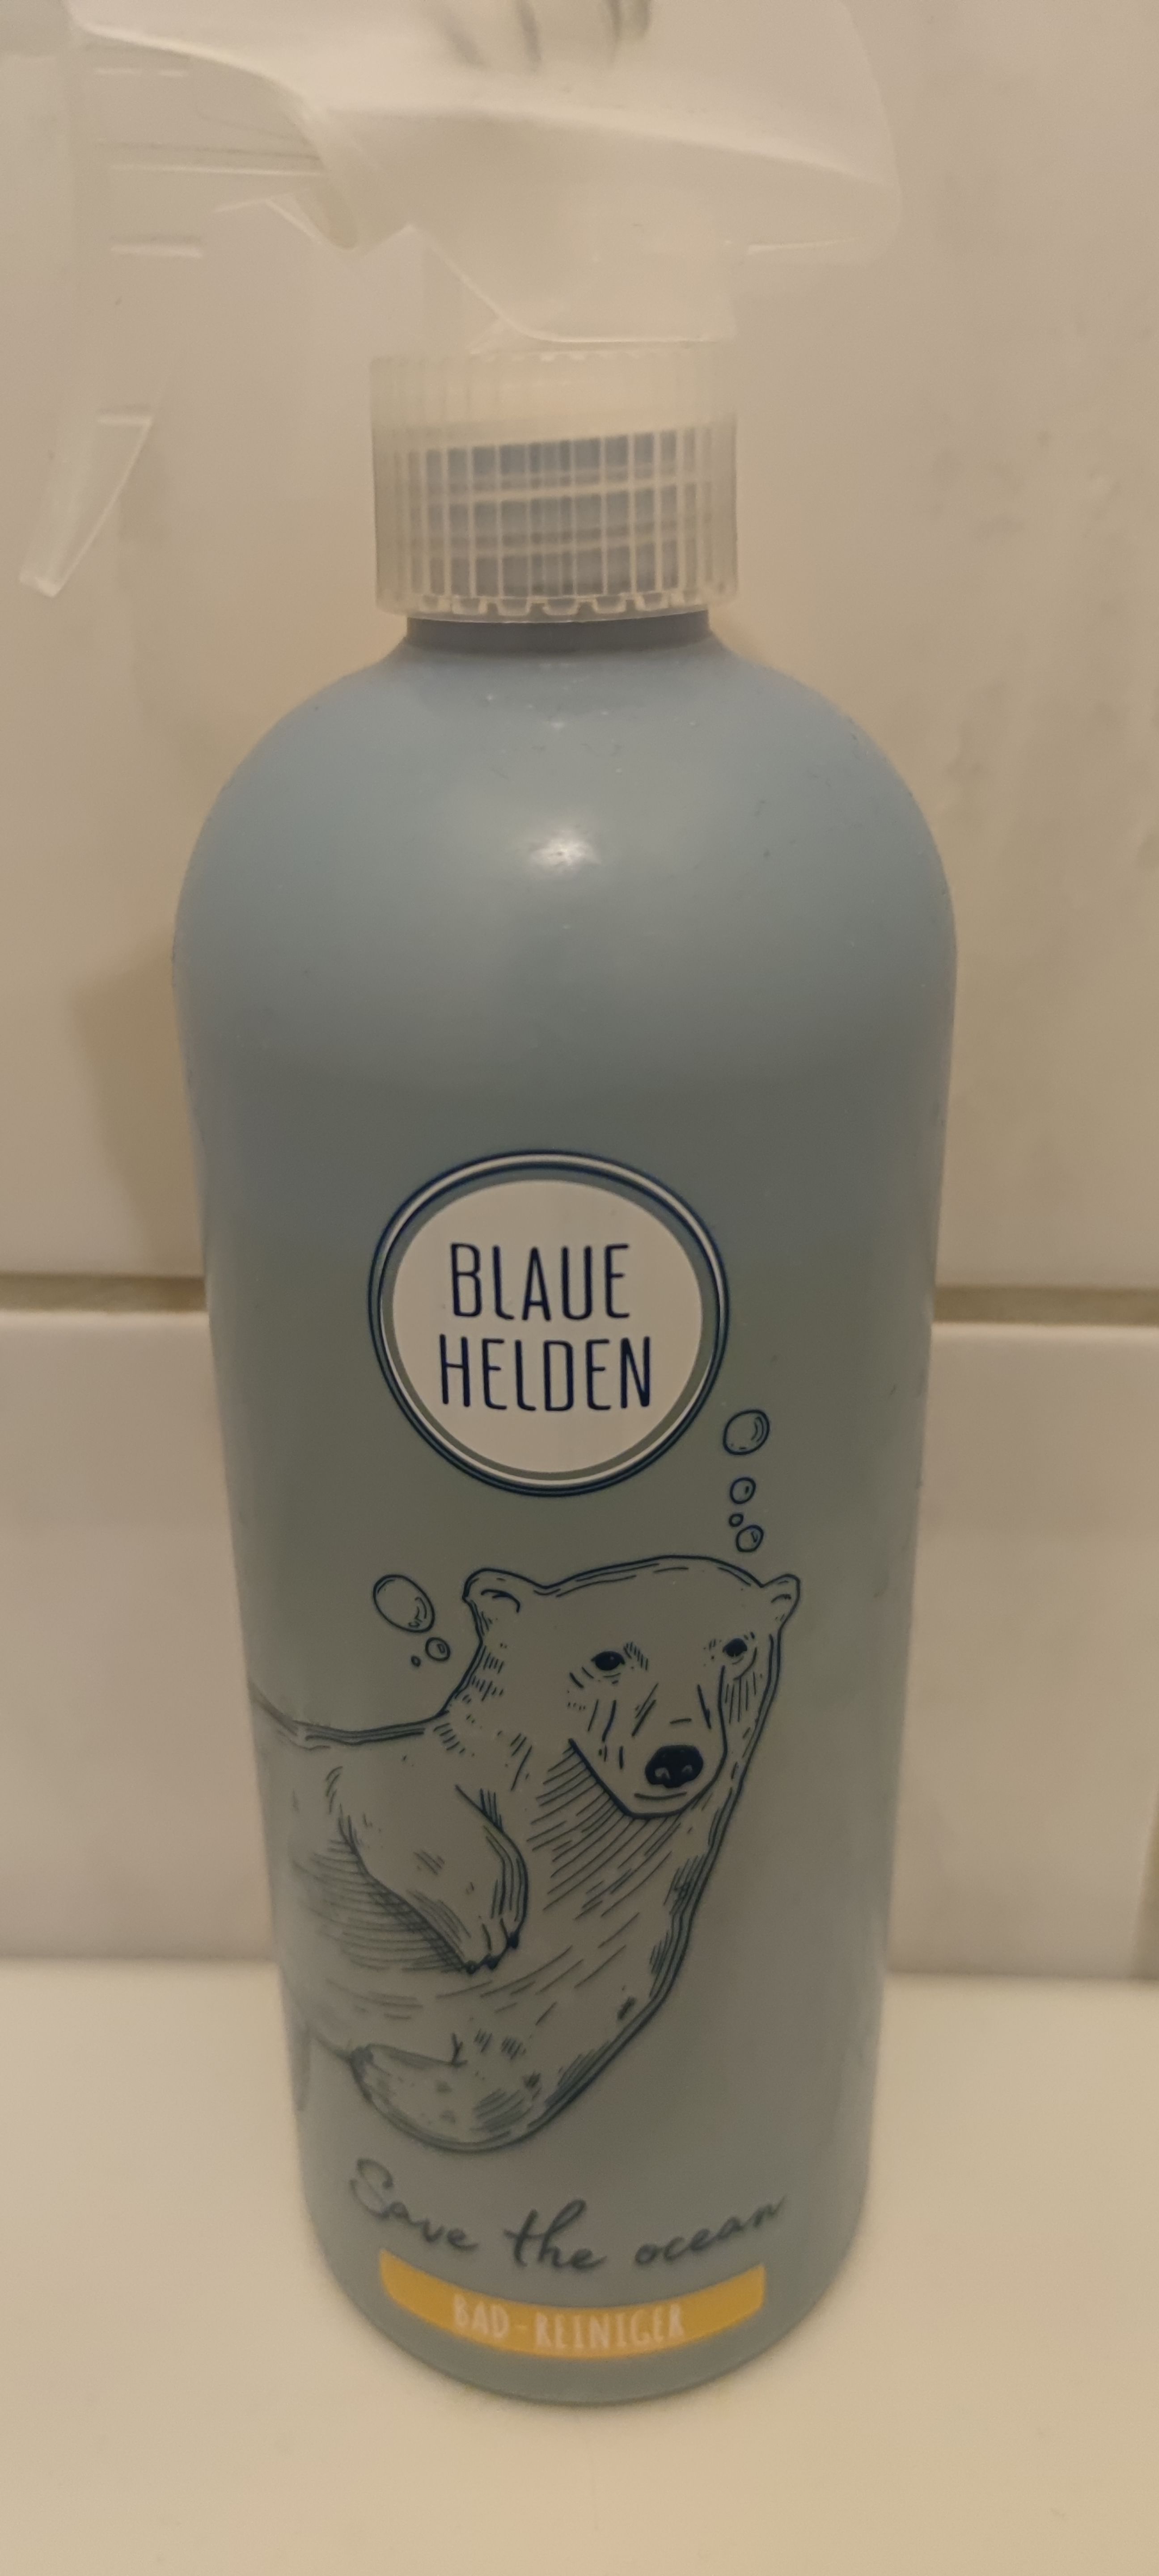 BLAUE
HELDEN
Save the ocean
BAD-REINIGER